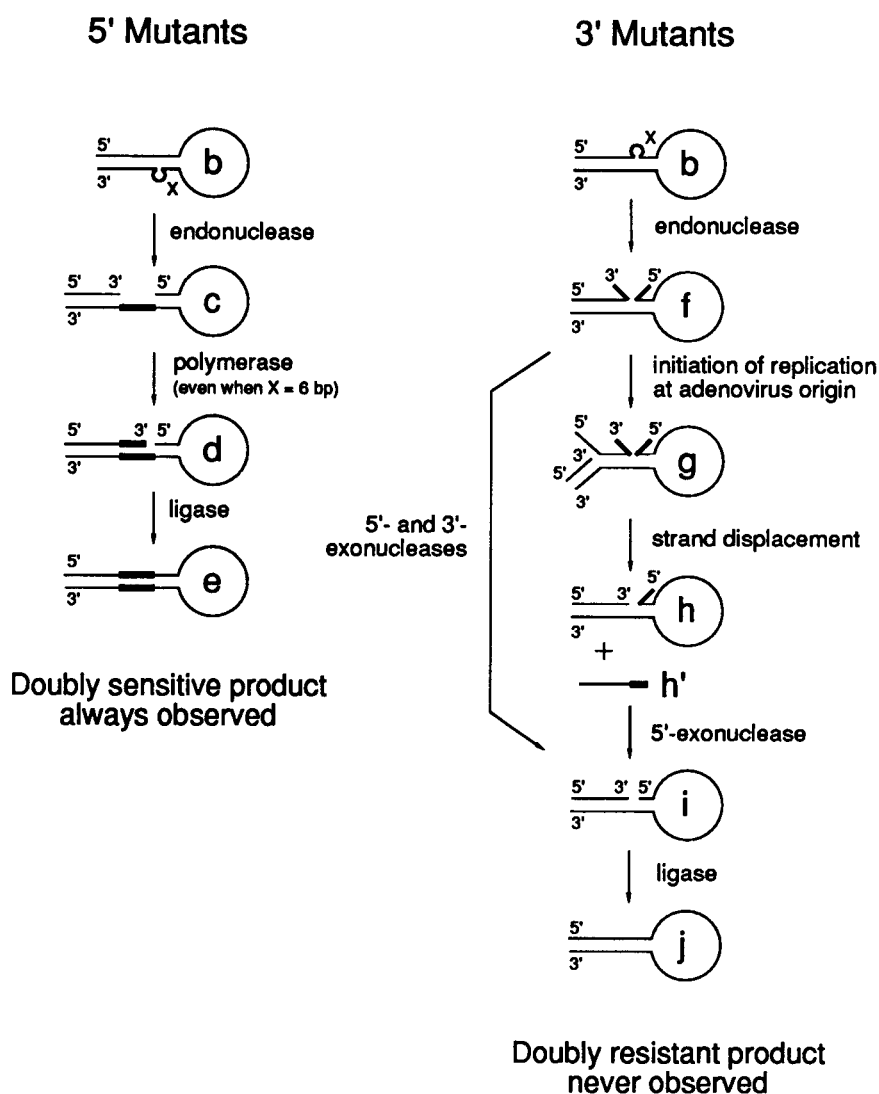 5' Mutants
5'
3'
X
b
endonuclease
5' 3' 5'
3'
c
polymerase
(even when X = 6 bp)
5' 3' 5'
3'
d
ligase
5'
3'
e
Doubly sensitive product
always observed
3' Mutants
5'
3'
X
b
endonuclease
5' 3' 5'
3'
f
initiation of replication
at adenovirus origin
5' 3' 5'
3'
5'
3'
g
5'- and 3'-
exonucleases
strand displacement
5' 3' 5'
3'
h
+
h'
5'-exonuclease
5' 3' 5'
3'
i
ligase
5'
3'
j
Doubly resistant product
never observed